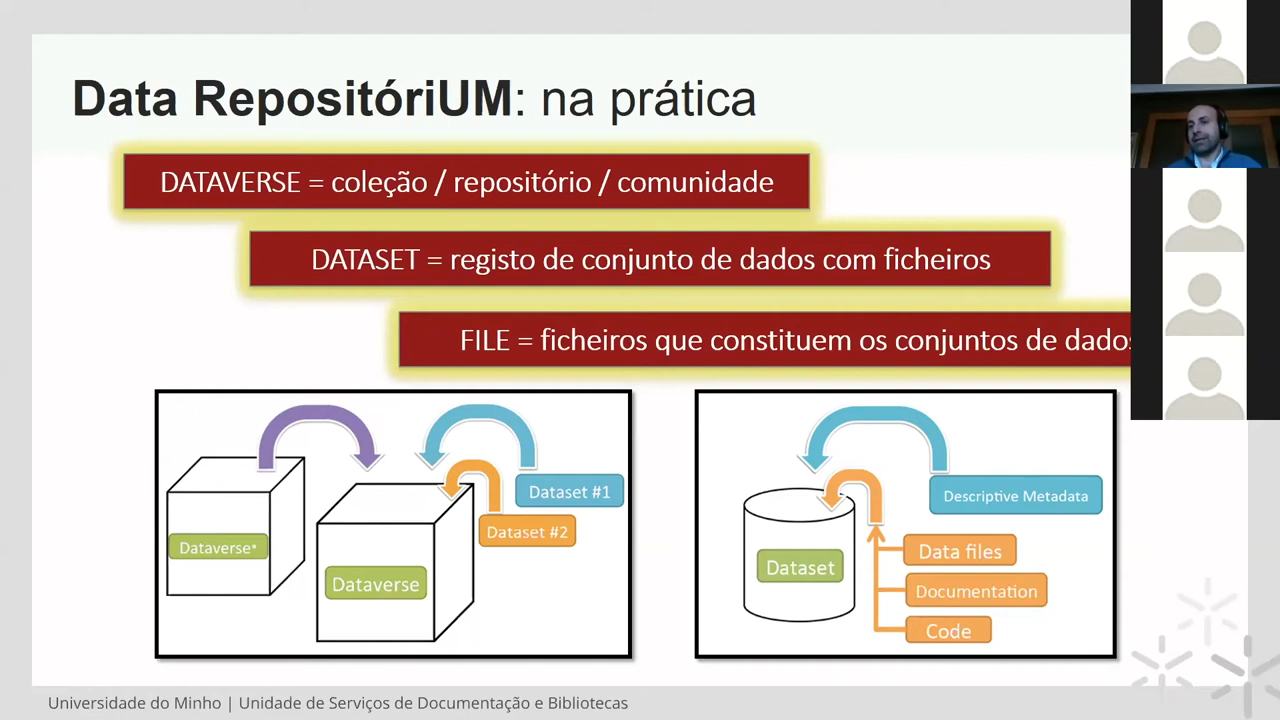 Data RepositóriUM: na prática
DATAVERSE = coleção / repositório / comunidade
DATASET = registo de conjunto de dados com ficheiros
FILE = ficheiros que constituem os conjuntos de dados
Dataset #1
Dataset #2
Dataverse*
Dataverse
Descriptive Metadata
Data files
Dataset
Documentation
Code
Universidade do Minho | Unidade de Serviços de Documentação e Bibliotecas